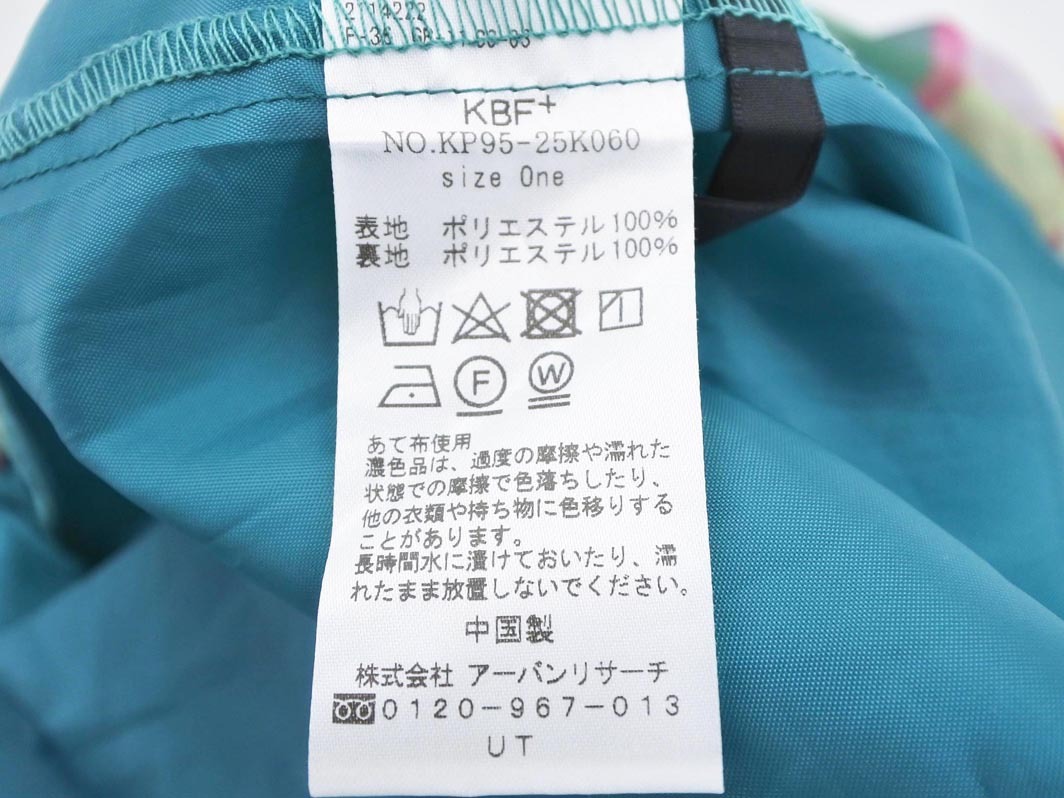 2114222
KBF+
NO.KP95-25K060
size One
表地 ポリエステル100%
裏地 ポリエステル100%
F
W
あて布使用
濃色品は、過度の摩擦や濡れた
状態での摩擦で色落ちしたり、
他の衣類や持ち物に色移りする
ことがあります。
長時間水に漬けておいたり、濡
れたまま放置しないでください。
中国製
株式会社 アーバンリサーチ
0120-967-013
UT